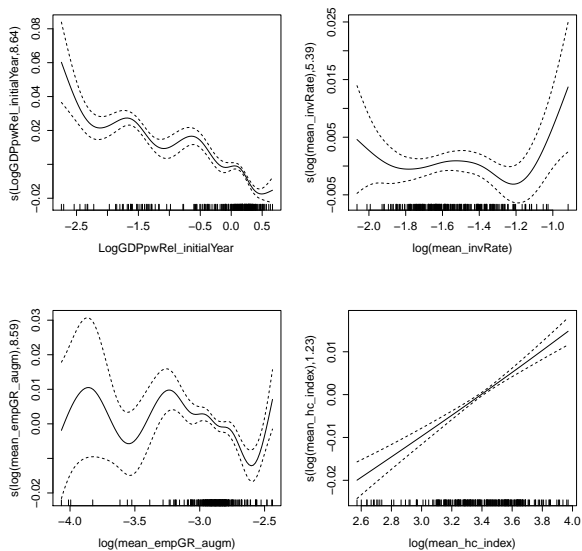 s(LogGDPpwRel_initialYear,8.64)
−0.02 0.02 0.04 0.06 0.08
−2.5 −1.5 −0.5 0.0 0.5
LogGDPpwRel_initialYear
s(log(mean_invRate),5.39)
−0.005 0.005 0.015 0.025
−2.0 −1.8 −1.6 −1.4 −1.2 −1.0
log(mean_invRate)
s(log(mean_empGR_augm),8.59)
−0.02 0.00 0.01 0.02 0.03
−4.0 −3.5 −3.0 −2.5
log(mean_empGR_augm)
s(log(mean_hc_index),1.23)
−0.02 −0.01 0.00 0.01
2.6 2.8 3.0 3.2 3.4 3.6 3.8 4.0
log(mean_hc_index)